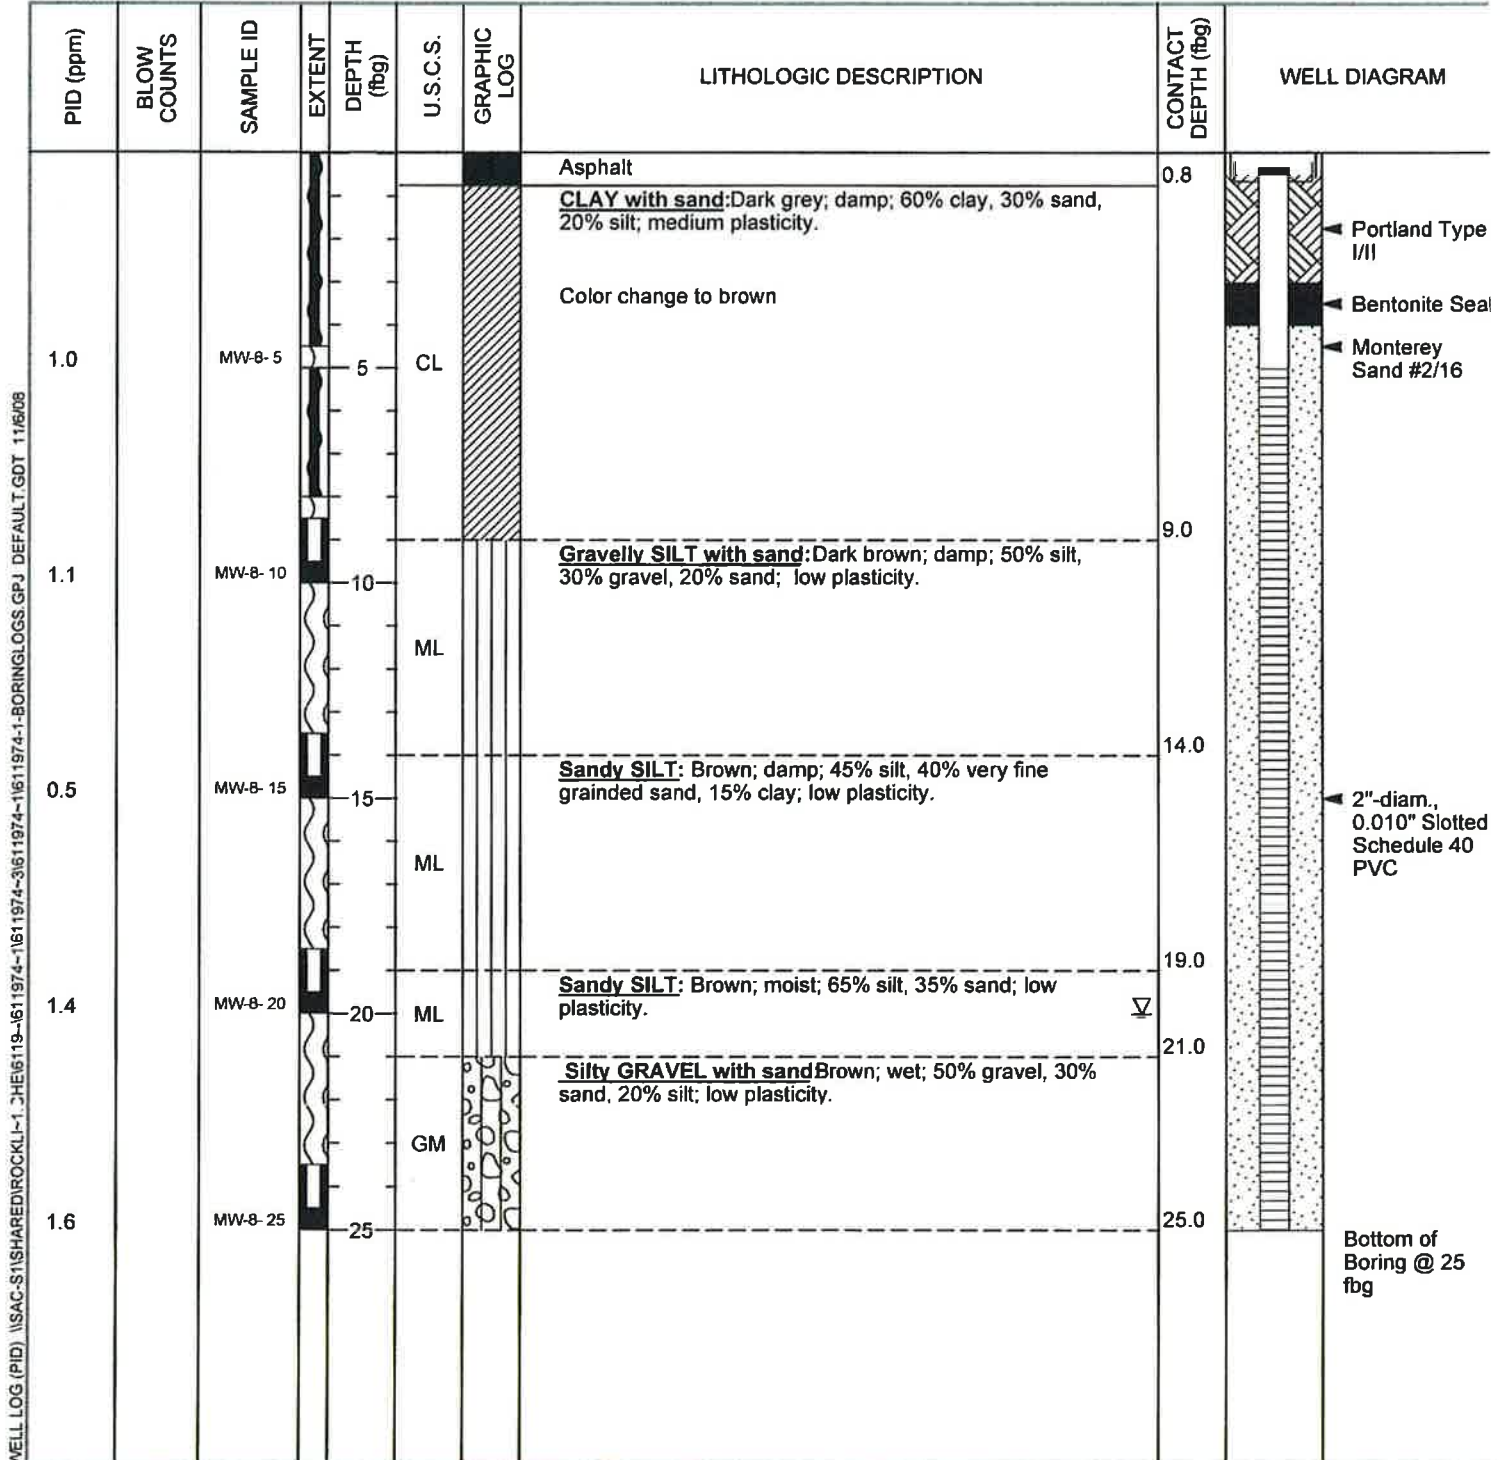 PID (ppm)
BLOW
COUNTS
SAMPLE ID
EXTENT
DEPTH
(fbg)
U.S.C.S.
GRAPHIC
LOG
LITHOLOGIC DESCRIPTION
CONTACT
DEPTH (fbg)
WELL DIAGRAM
Asphalt
0.8
CLAY with sand:Dark grey; damp; 60% clay, 30% sand,
20% silt; medium plasticity.
Portland Type
I/II
Color change to brown
Bentonite Seal
Monterey
Sand #2/16
1.0
MW-8-5
5
CL
9.0
Gravelly SILT with sand:Dark brown; damp; 50% silt,
30% gravel, 20% sand; low plasticity.
1.1
MW-8-10
10
ML
14.0
Sandy SILT: Brown; damp; 45% silt, 40% very fine
grainded sand, 15% clay; low plasticity.
0.5
MW-8-15
15
2"-diam.,
0.010" Slotted
Schedule 40
PVC
ML
19.0
Sandy SILT: Brown; moist; 65% silt, 35% sand; low
plasticity.
1.4
MW-8-20
20
ML
21.0
Silty GRAVEL with sandBrown; wet; 50% gravel, 30%
sand, 20% silt; low plasticity.
GM
1.6
MW-8-25
25
25.0
Bottom of
Boring @ 25
fbg
WELL LOG (PID) \\SAC-S1\SHARED\ROCKLI~1. GPJ DEFAULT.GDT 11/6/08